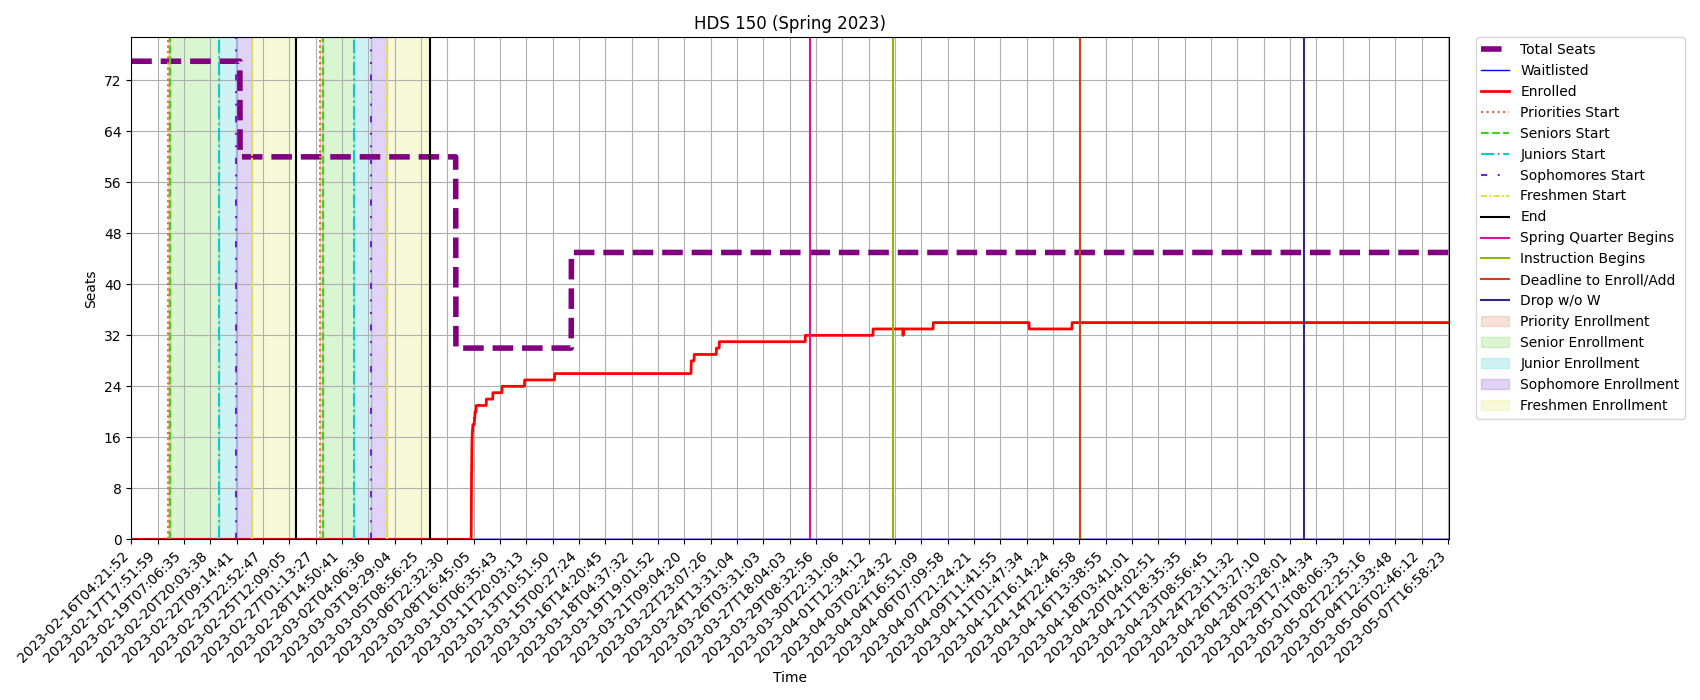 HDS 150 (Spring 2023)
Seats
72
64
56
48
40
32
24
16
8
0
2023-02-16T04:21:52
2023-02-17T17:51:59
2023-02-19T07:06:35
2023-02-20T20:03:38
2023-02-22T09:14:41
2023-02-23T22:52:47
2023-02-25T12:09:05
2023-02-27T01:13:27
2023-02-28T14:50:41
2023-03-02T04:06:36
2023-03-03T19:29:04
2023-03-05T08:56:25
2023-03-06T22:32:30
2023-03-08T16:45:05
2023-03-10T06:35:43
2023-03-11T20:03:13
2023-03-13T10:51:50
2023-03-15T00:27:24
2023-03-16T14:20:45
2023-03-18T04:37:32
2023-03-19T19:01:52
2023-03-21T09:04:20
2023-03-22T23:07:26
2023-03-24T13:31:04
2023-03-26T03:31:03
2023-03-27T18:04:03
2023-03-29T08:32:56
2023-03-30T22:31:06
2023-04-01T12:34:12
2023-04-03T02:24:32
2023-04-04T16:51:09
2023-04-06T07:09:58
2023-04-07T21:24:21
2023-04-09T11:41:55
2023-04-11T01:47:34
2023-04-12T16:14:24
2023-04-14T22:46:58
2023-04-16T13:38:55
2023-04-18T03:41:01
2023-04-20T04:02:51
2023-04-21T18:35:35
2023-04-23T08:56:45
2023-04-24T23:11:32
2023-04-26T13:27:10
2023-04-28T03:28:01
2023-04-29T17:44:34
2023-05-01T08:06:33
2023-05-02T22:25:16
2023-05-04T12:33:48
2023-05-06T02:46:12
2023-05-07T16:58:23
Time
Total Seats
Waitlisted
Enrolled
Priorities Start
Seniors Start
Juniors Start
Sophomores Start
Freshmen Start
End
Spring Quarter Begins
Instruction Begins
Deadline to Enroll/Add
Drop w/o W
Priority Enrollment
Senior Enrollment
Junior Enrollment
Sophomore Enrollment
Freshmen Enrollment